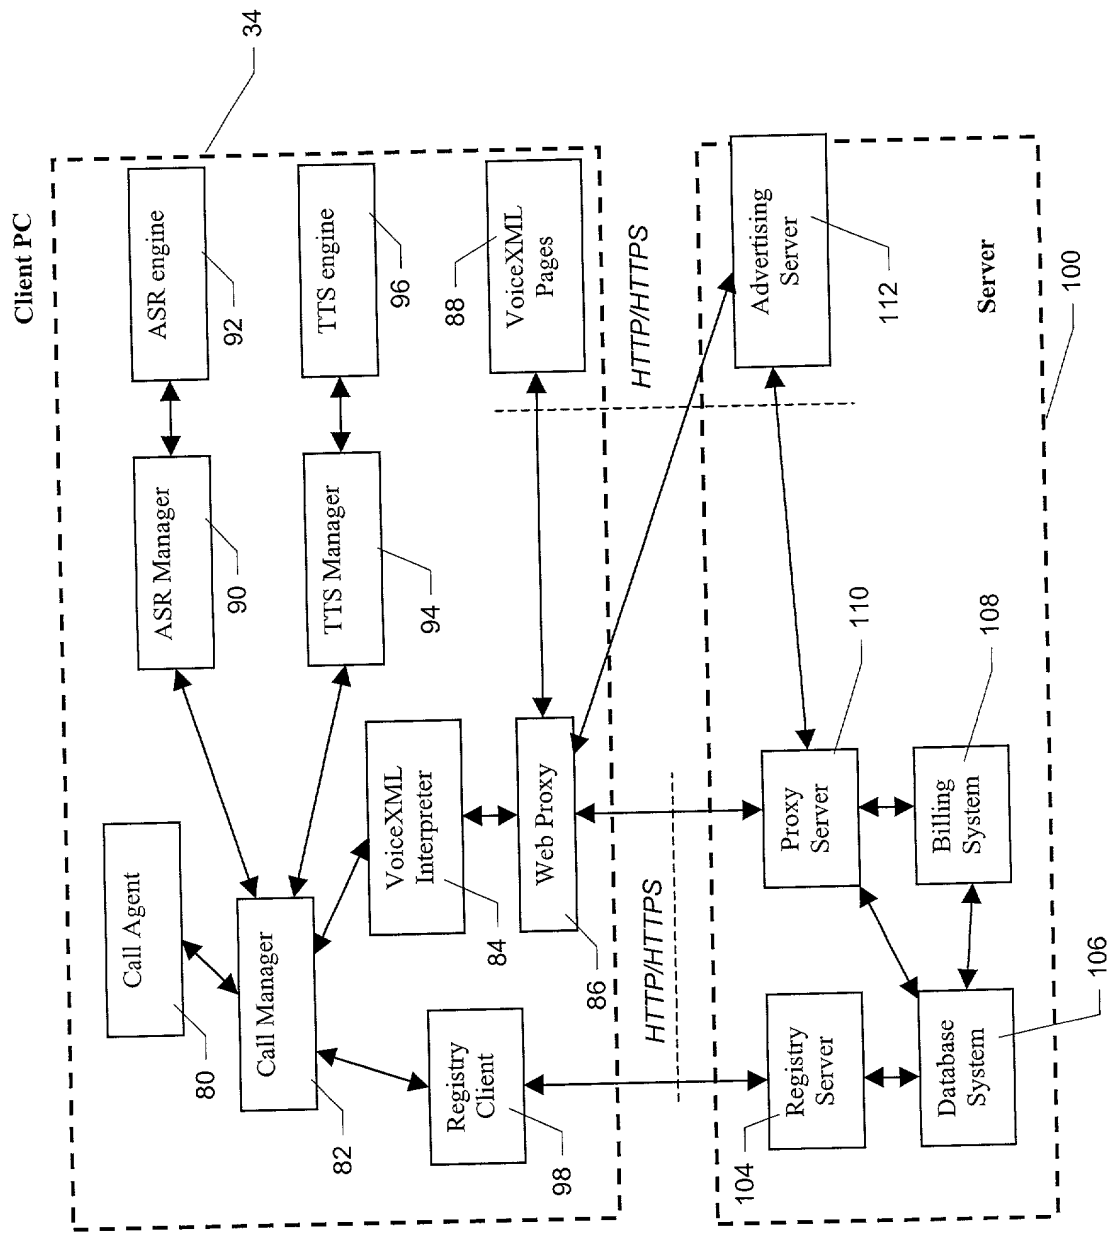 Client PC
34
Call Agent
80
ASR Manager
90
ASR engine
92
Call Manager
82
TTS Manager
94
TTS engine
96
VoiceXML
Interpreter
84
Registry
Client
98
Web Proxy
86
VoiceXML
Pages
88
HTTP/HTTPS
HTTP/HTTPS
Registry
Server
104
Proxy
Server
110
Advertising
Server
112
Database
System
106
Billing
System
108
Server
100